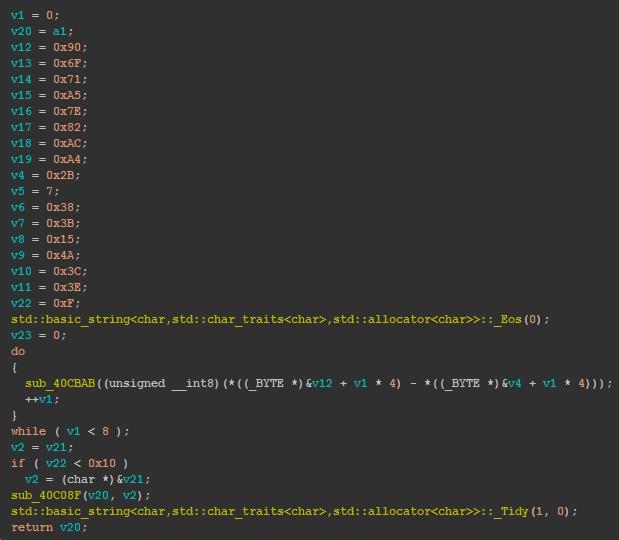 v1 = 0;
v20 = a1;
v12 = 0x90;
v13 = 0x6F;
v14 = 0x71;
v15 = 0xA5;
v16 = 0x7E;
v17 = 0x82;
v18 = 0xAC;
v19 = 0xA4;
v4 = 0x2B;
v5 = 7;
v6 = 0x38;
v7 = 0x3B;
v8 = 0x15;
v9 = 0x4A;
v10 = 0x3C;
v11 = 0x3E;
v22 = 0xF;
std::basic_string<char,std::char_traits<char>,std::allocator<char>>::_Eos(0);
v23 = 0;
do
{
  sub_40CBAB((unsigned __int8)(*((_BYTE *)&v12 + v1 * 4) - *((_BYTE *)&v4 + v1 * 4)));
  ++v1;
}
while ( v1 < 8 );
v2 = v21;
if ( v22 < 0x10 )
  v2 = (char *)&v21;
sub_40C08F(v20, v2);
std::basic_string<char,std::char_traits<char>,std::allocator<char>>::_Tidy(1, 0);
return v20;